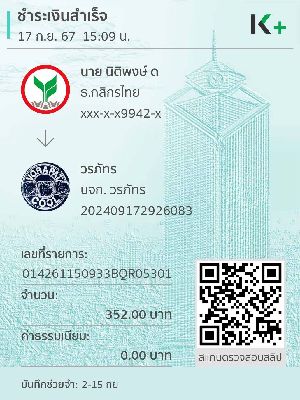 ชำระเงินสำเร็จ
17 ก.ย. 67 15:09 น.
K+
นาย นิติพงษ์ ด
ธ.กสิกรไทย
xxx-x-x9942-x
วรภัทร
บจก. วรภัทร
202409172926083
เลขที่รายการ:
014261150933BQR05301
จำนวน:
352.00 บาท
ค่าธรรมเนียม:
0.00 บาท
สแกนตรวจสอบสลิป
บันทึกช่วยจำ: 2-15 กย